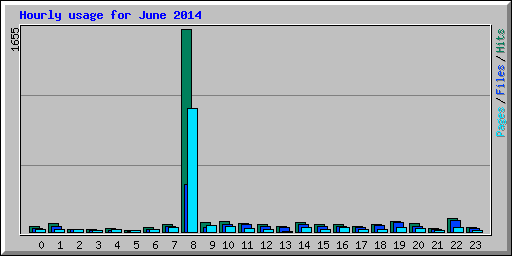 Hourly usage for June 2014
1655
Pages/Files/Hits
0 1 2 3 4 5 6 7 8 9 10 11 12 13 14 15 16 17 18 19 20 21 22 23